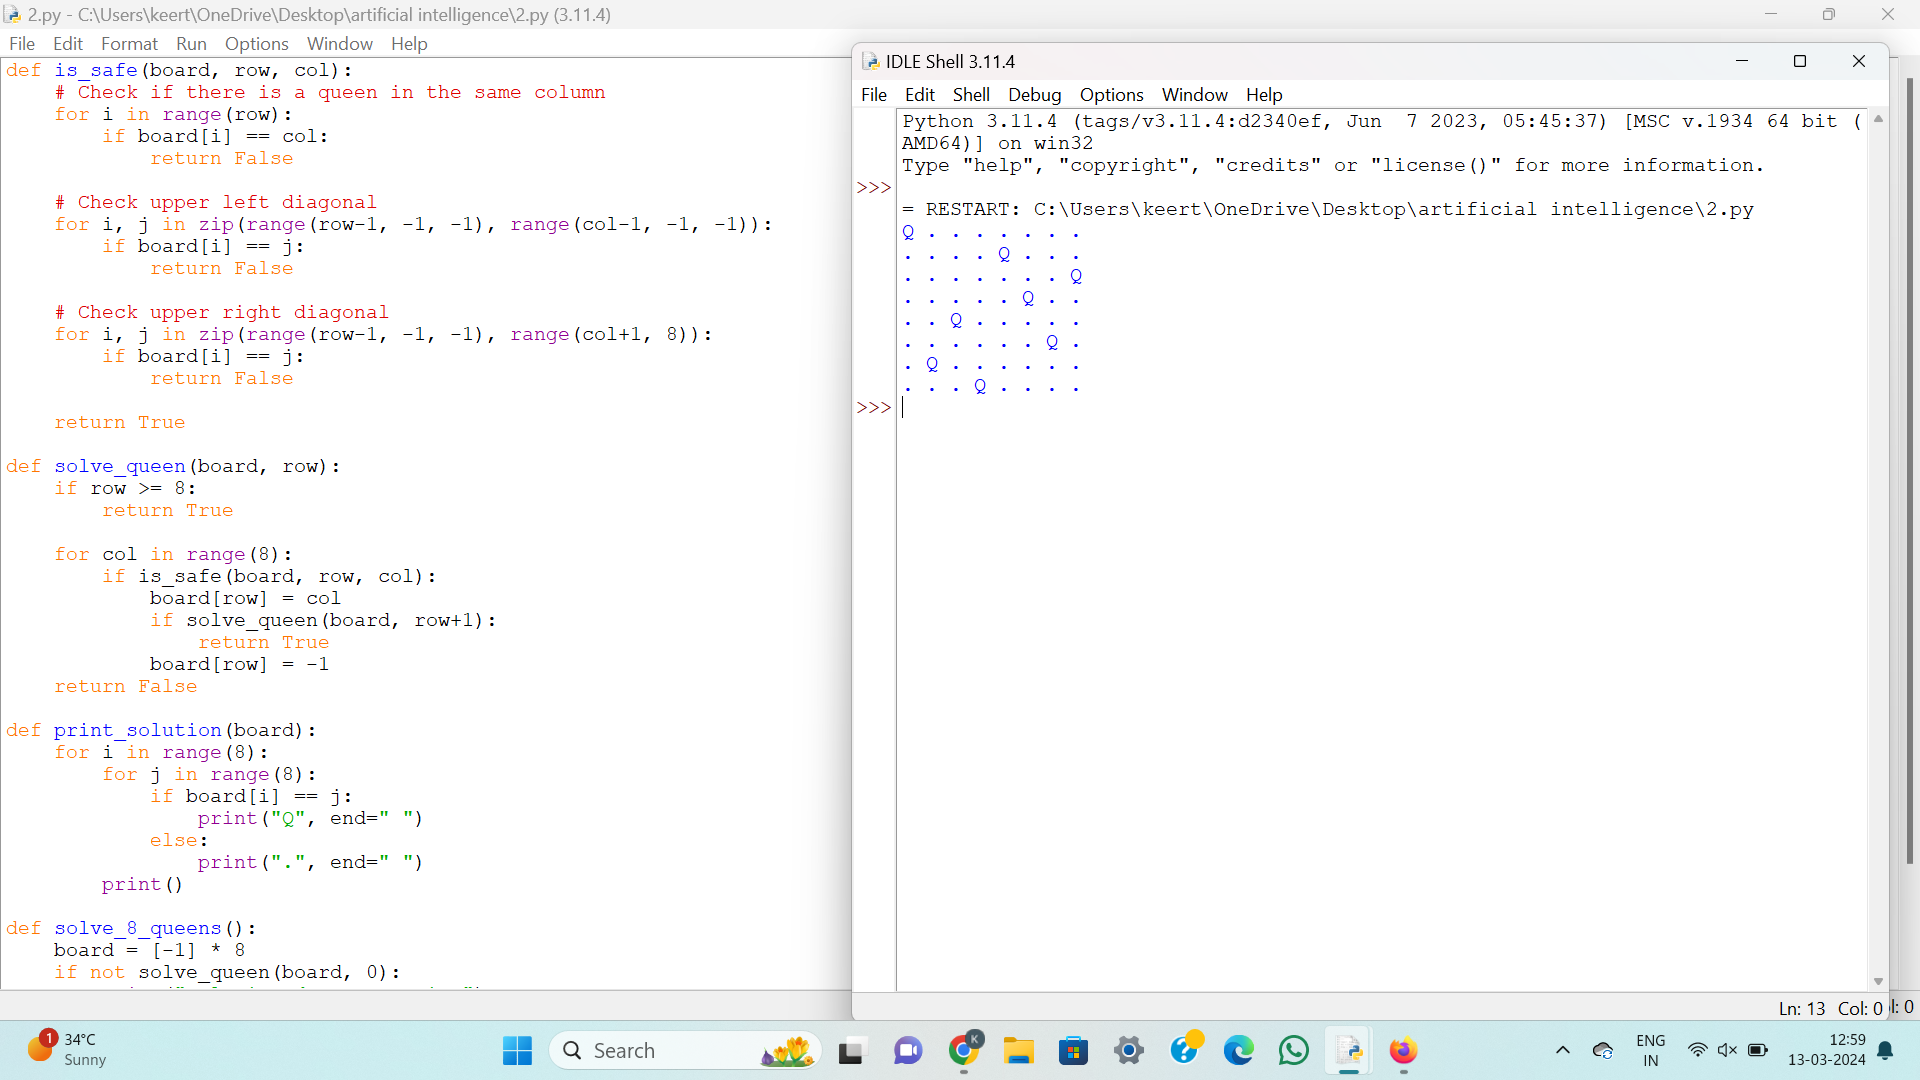 2.py - C:\Users\keert\OneDrive\Desktop\artificial intelligence\2.py (3.11.4)
File Edit Format Run Options Window Help
def is_safe(board, row, col):
    # Check if there is a queen in the same column
    for i in range(row):
        if board[i] == col:
            return False

    # Check upper left diagonal
    for i, j in zip(range(row-1, -1, -1), range(col-1, -1, -1)):
        if board[i] == j:
            return False

    # Check upper right diagonal
    for i, j in zip(range(row-1, -1, -1), range(col+1, 8)):
        if board[i] == j:
            return False

    return True

def solve_queen(board, row):
    if row >= 8:
        return True

    for col in range(8):
        if is_safe(board, row, col):
            board[row] = col
            if solve_queen(board, row+1):
                return True
            board[row] = -1
    return False

def print_solution(board):
    for i in range(8):
        for j in range(8):
            if board[i] == j:
                print("Q", end=" ")
            else:
                print(".", end=" ")
        print()

def solve_8_queens():
    board = [-1] * 8
    if not solve_queen(board, 0):
IDLE Shell 3.11.4
File Edit Shell Debug Options Window Help
Python 3.11.4 (tags/v3.11.4:d2340ef, Jun  7 2023, 05:45:37) [MSC v.1934 64 bit (
AMD64)] on win32
Type "help", "copyright", "credits" or "license()" for more information.
>>>
= RESTART: C:\Users\keert\OneDrive\Desktop\artificial intelligence\2.py
Q . . . . . . .
. . . . Q . . .
. . . . . . . Q
. . . . . Q . .
. . Q . . . . .
. . . . . . Q .
. Q . . . . . .
. . . Q . . . .
>>>
Ln: 13 Col: 0
l: 0
1
34°C
Sunny
Search
K
ENG
IN
12:59
13-03-2024